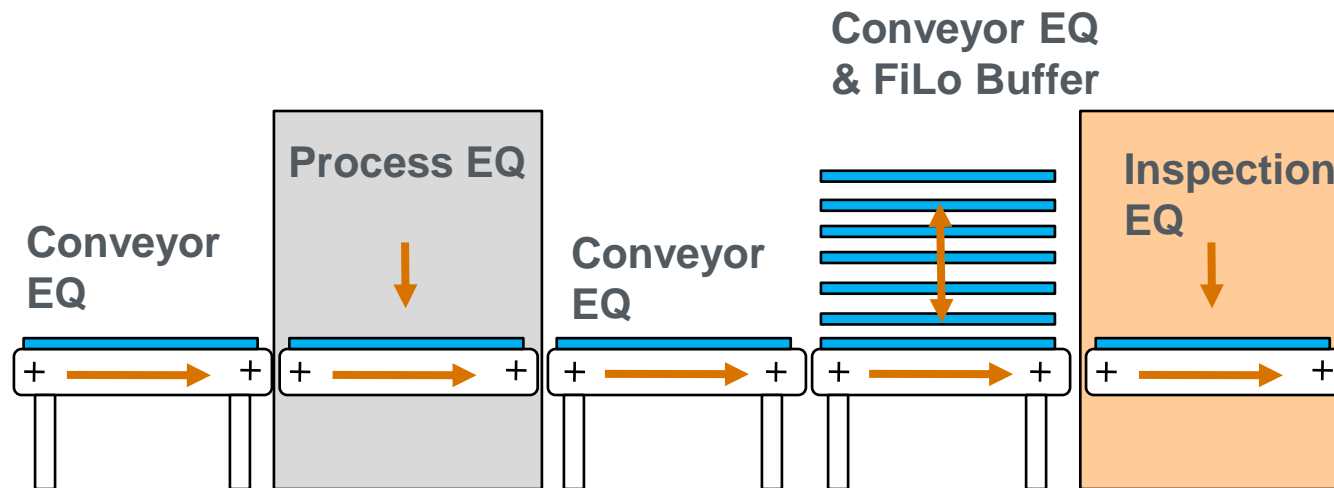 Conveyor
EQ
Process EQ
Conveyor
EQ
Conveyor EQ
& FiLo Buffer
Inspection
EQ